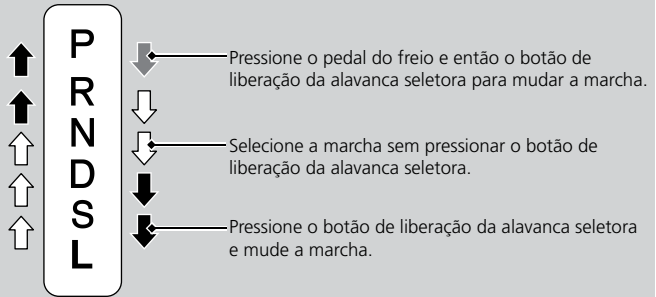 P
R
N
D
S
L
Pressione o pedal do freio e então o botão de
liberação da alavanca seletora para mudar a marcha.
Selecione a marcha sem pressionar o botão de
liberação da alavanca seletora.
Pressione o botão de liberação da alavanca seletora
e mude a marcha.